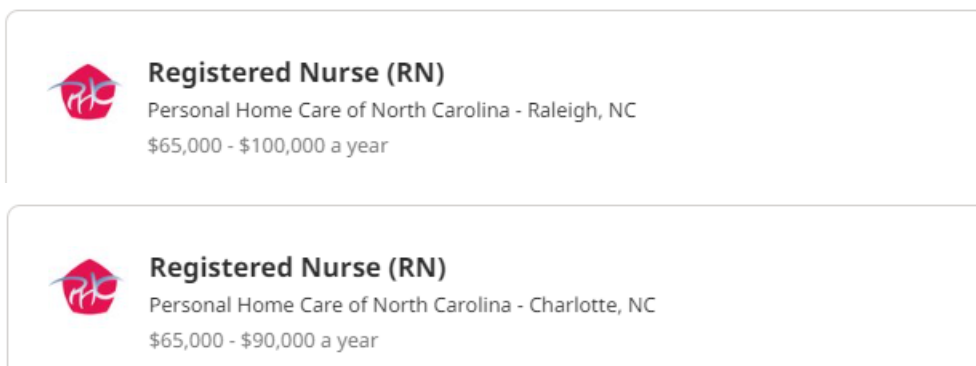 Registered Nurse (RN)
Personal Home Care of North Carolina - Raleigh, NC
$65,000 - $100,000 a year
Registered Nurse (RN)
Personal Home Care of North Carolina - Charlotte, NC
$65,000 - $90,000 a year